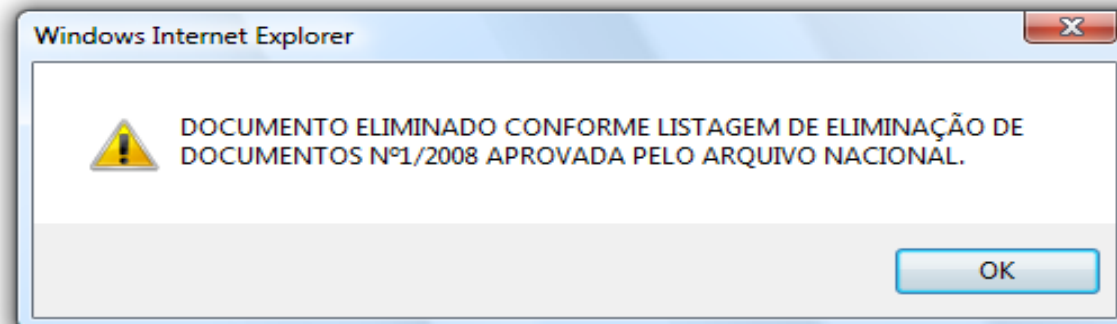 Windows Internet Explorer
DOCUMENTO ELIMINADO CONFORME LISTAGEM DE ELIMINAÇÃO DE
DOCUMENTOS Nº1/2008 APROVADA PELO ARQUIVO NACIONAL.
OK